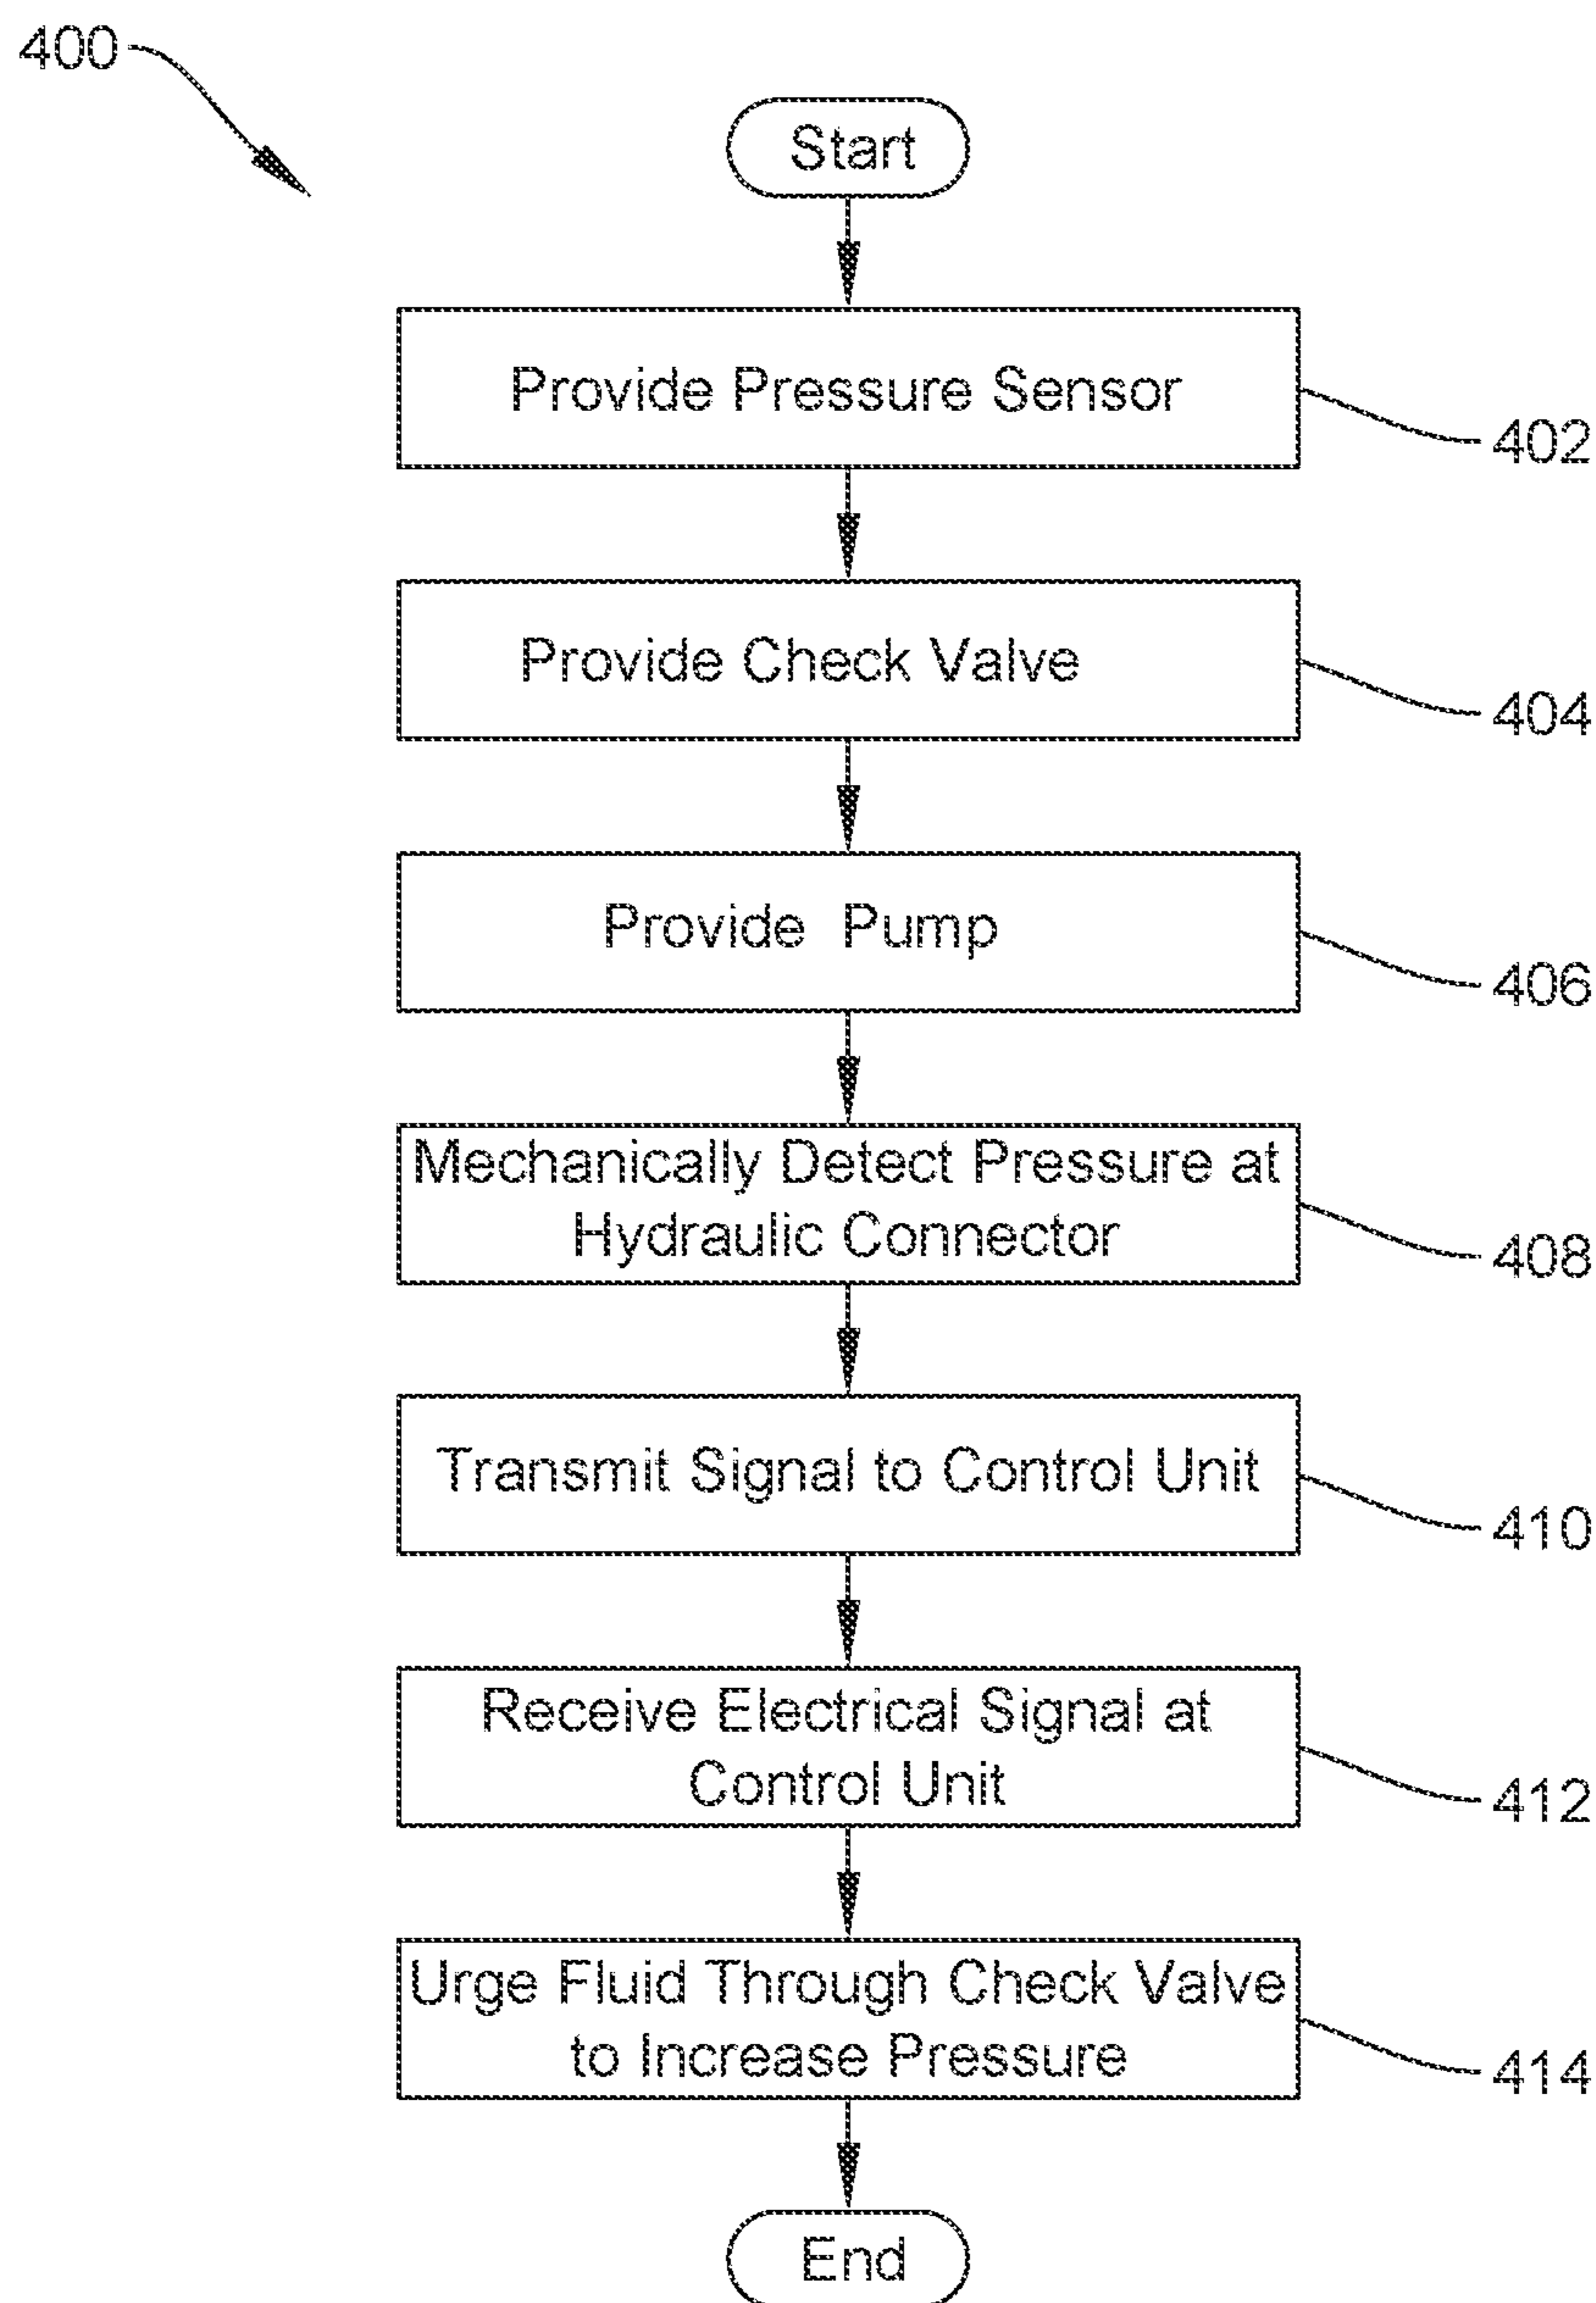 400
Start
Provide Pressure Sensor
402
Provide Check Valve
404
Provide Pump
406
Mechanically Detect Pressure at
Hydraulic Connector
408
Transmit Signal to Control Unit
410
Receive Electrical Signal at
Control Unit
412
Urge Fluid Through Check Valve
to Increase Pressure
414
End